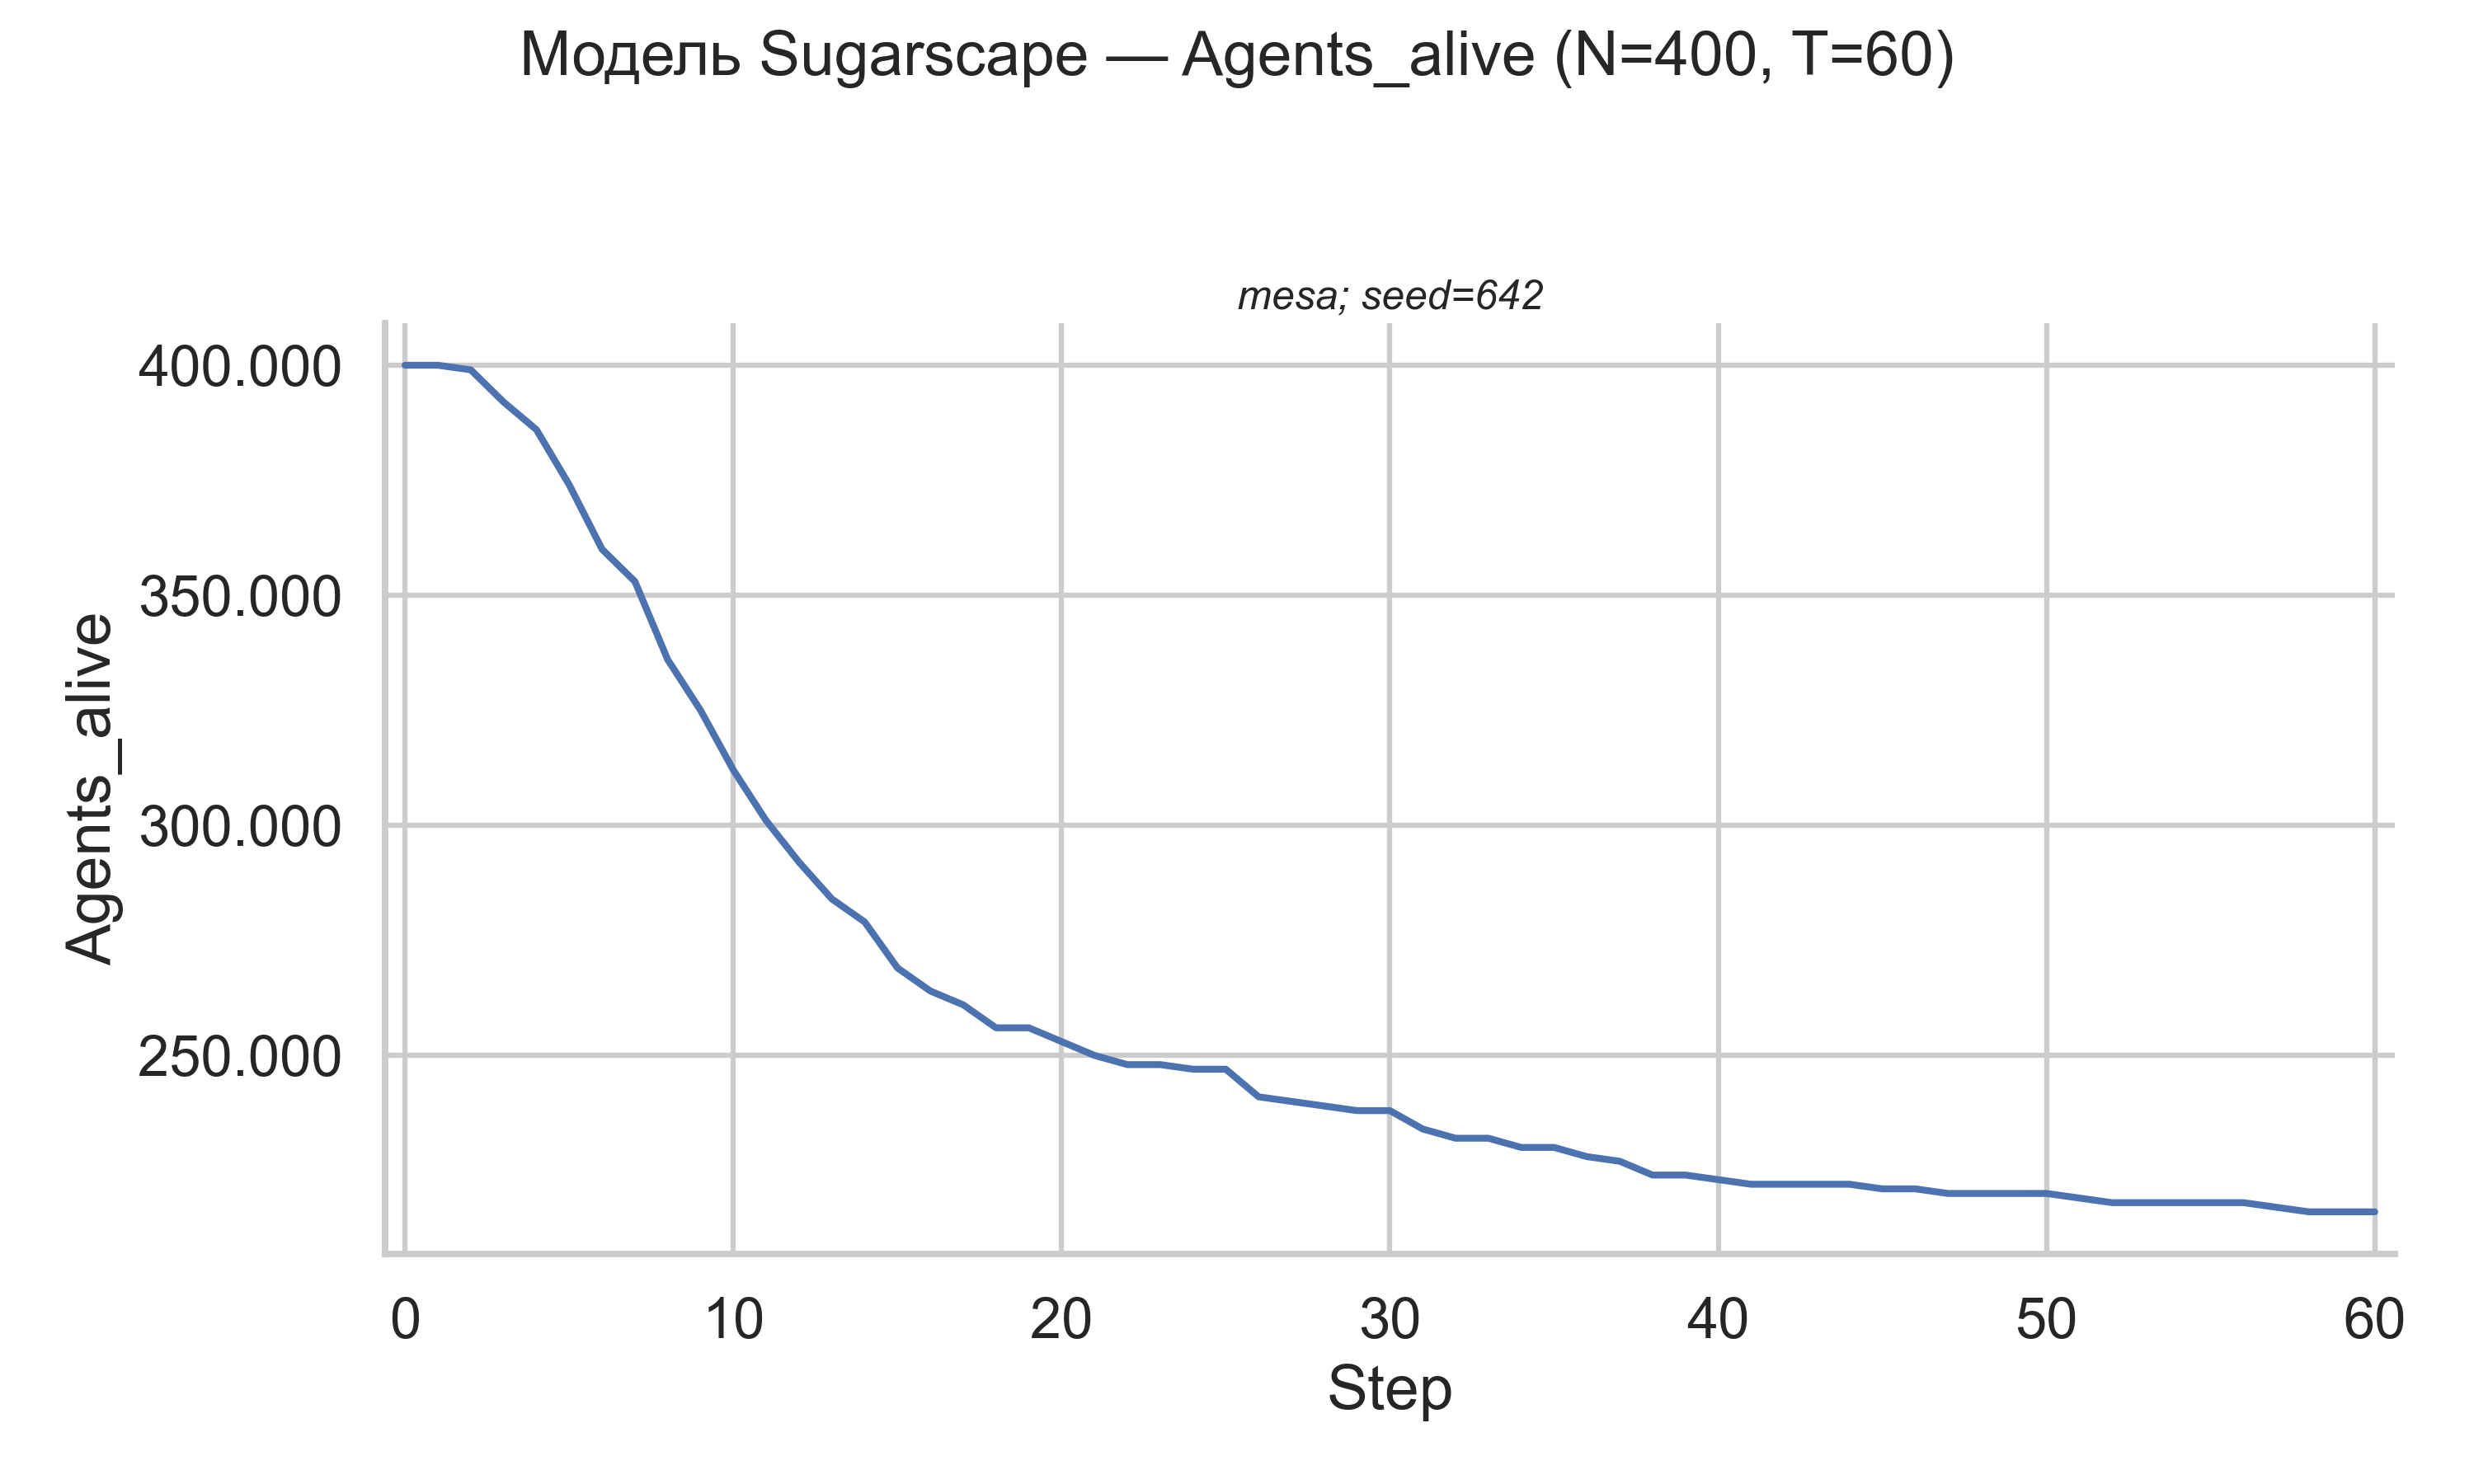 Модель Sugarscape — Agents_alive (N=400, T=60)
mesa; seed=642
400.000
350.000
300.000
250.000
Agents_alive
0 10 20 30 40 50 60
Step